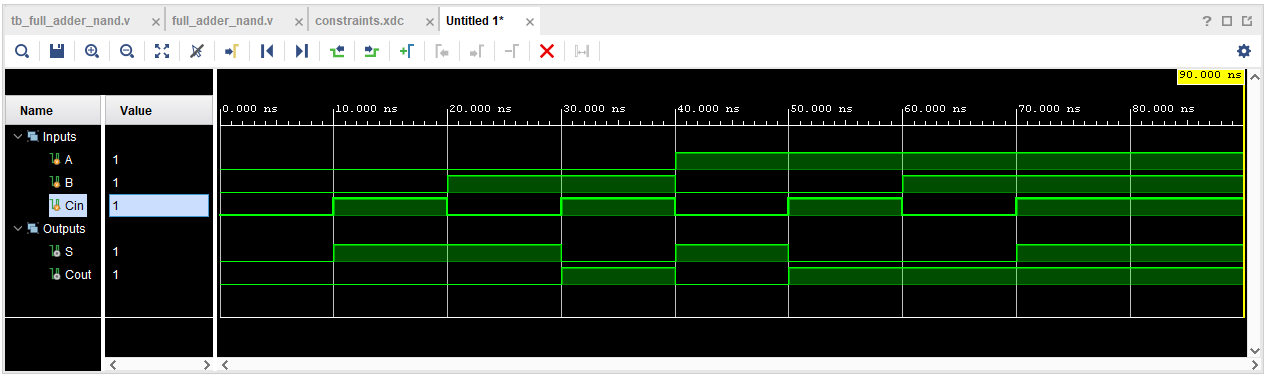 tb_full_adder_nand.v × full_adder_nand.v × constraints.xdc × Untitled 1* × ?
90.000 ns
Name Value 0.000 ns 10.000 ns 20.000 ns 30.000 ns 40.000 ns 50.000 ns 60.000 ns 70.000 ns 80.000 ns
Inputs
A 1
B 1
Cin 1
Outputs
S 1
Cout 1